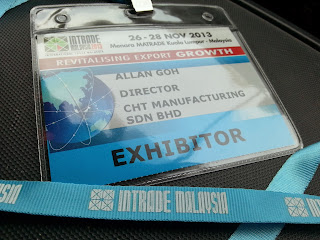 INTRADE
MALAYSIA
26-28 NOV 2013
Menara MATRADE Kuala Lumpur - Malaysia
REVITALISING EXPORT GROWTH
ALLAN GOH
DIRECTOR
CHT MANUFACTURING
SDN BHD
EXHIBITOR
YSIA INTRADE MALAYSIA